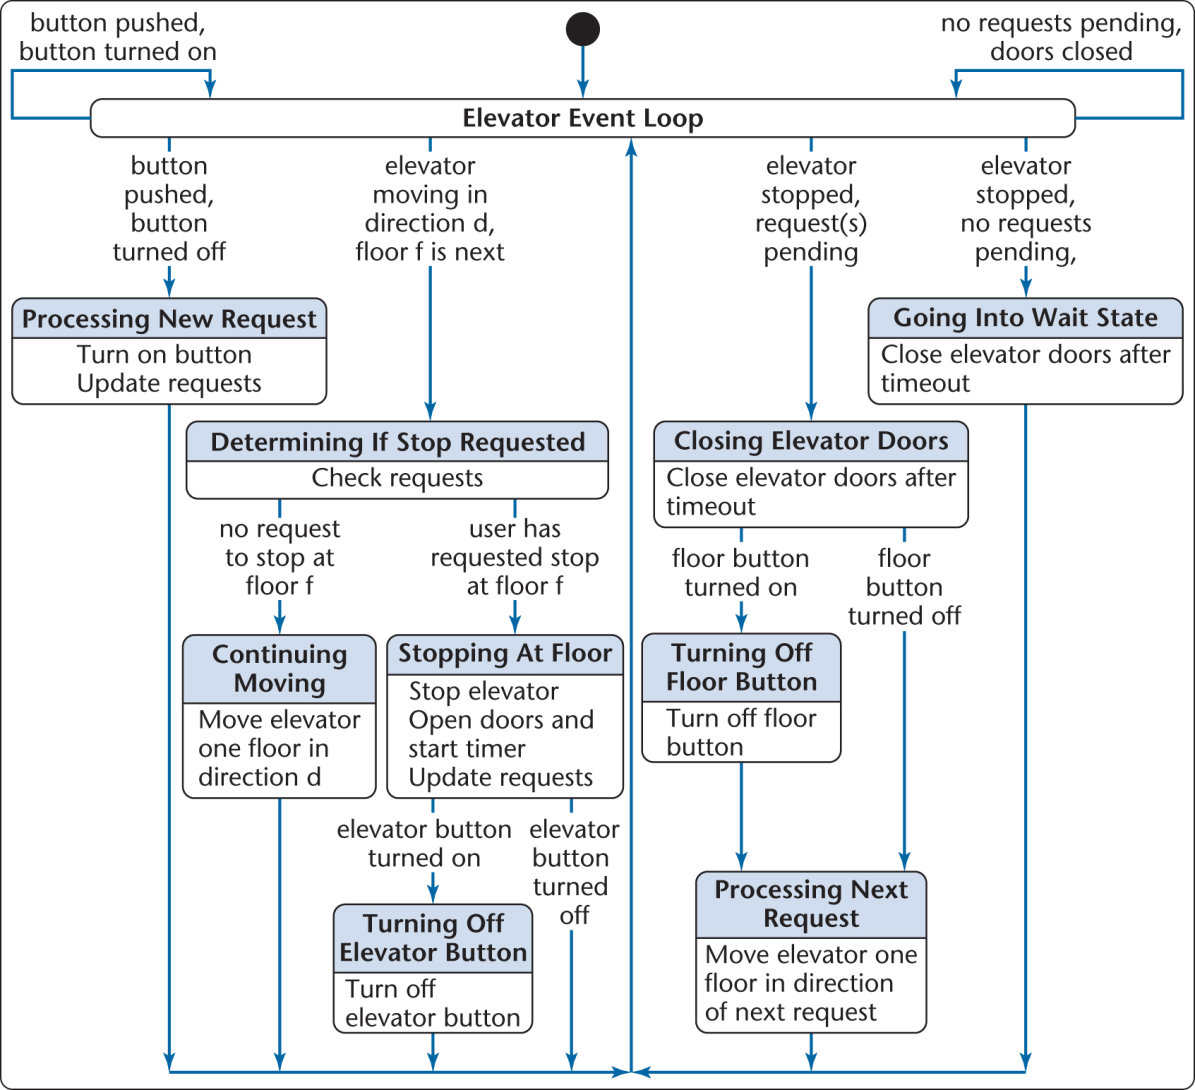 button pushed,
button turned on
no requests pending,
doors closed
Elevator Event Loop
button
pushed,
button
turned off
elevator
moving in
direction d,
floor f is next
elevator
stopped,
request(s)
pending
elevator
stopped,
no requests
pending,
Processing New Request
Turn on button
Update requests
Going Into Wait State
Close elevator doors after
timeout
Determining If Stop Requested
Check requests
Closing Elevator Doors
Close elevator doors after
timeout
no request
to stop at
floor f
user has
requested stop
at floor f
floor button
turned on
floor
button
turned off
Continuing
Moving
Move elevator
one floor in
direction d
Stopping At Floor
Stop elevator
Open doors and
start timer
Update requests
Turning Off
Floor Button
Turn off floor
button
elevator button
turned on
elevator
button
turned
off
Turning Off
Elevator Button
Turn off
elevator button
Processing Next
Request
Move elevator one
floor in direction
of next request